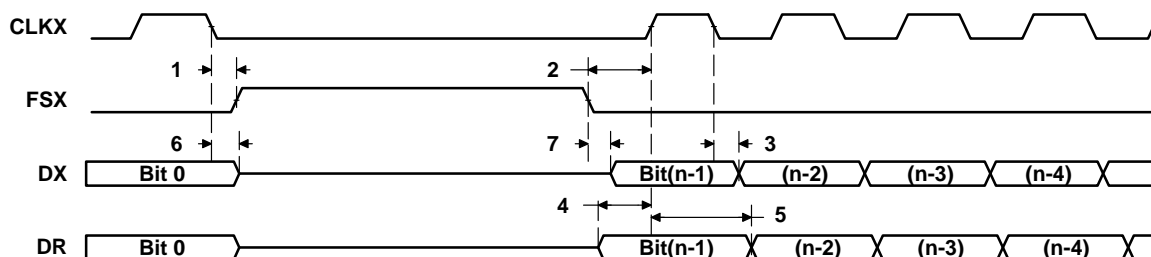 CLKX
1 2
FSX
6 7 3
DX Bit 0 Bit(n-1) (n-2) (n-3) (n-4)
4 5
DR Bit 0 Bit(n-1) (n-2) (n-3) (n-4)